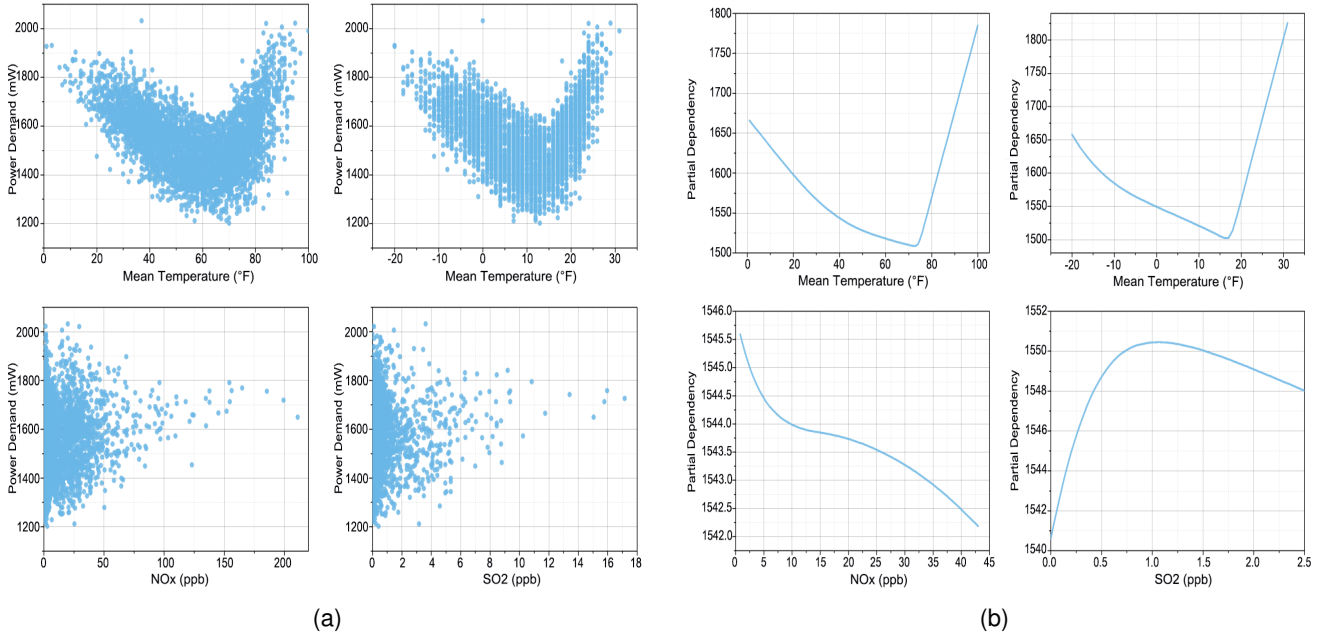 2000
1800
1600
1400
1200
Power Demand (mW)
0 20 40 60 80 100
Mean Temperature (°F)
2000
1800
1600
1400
1200
Power Demand (mW)
-20 -10 0 10 20 30
Mean Temperature (°F)
1800
1750
1700
1650
1600
1550
1500
Partial Dependency
0 20 40 60 80 100
Mean Temperature (°F)
1800
1750
1700
1650
1600
1550
1500
Partial Dependency
-20 -10 0 10 20 30
Mean Temperature (°F)
2000
1800
1600
1400
1200
Power Demand (mW)
0 50 100 150 200
NOx (ppb)
2000
1800
1600
1400
1200
Power Demand (mW)
0 2 4 6 8 10 12 14 16 18
SO2 (ppb)
1546.0
1545.5
1545.0
1544.5
1544.0
1543.5
1543.0
1542.5
1542.0
Partial Dependency
0 5 10 15 20 25 30 35 40 45
NOx (ppb)
1552
1550
1548
1546
1544
1542
1540
Partial Dependency
0.0 0.5 1.0 1.5 2.0 2.5
SO2 (ppb)
(a)
(b)